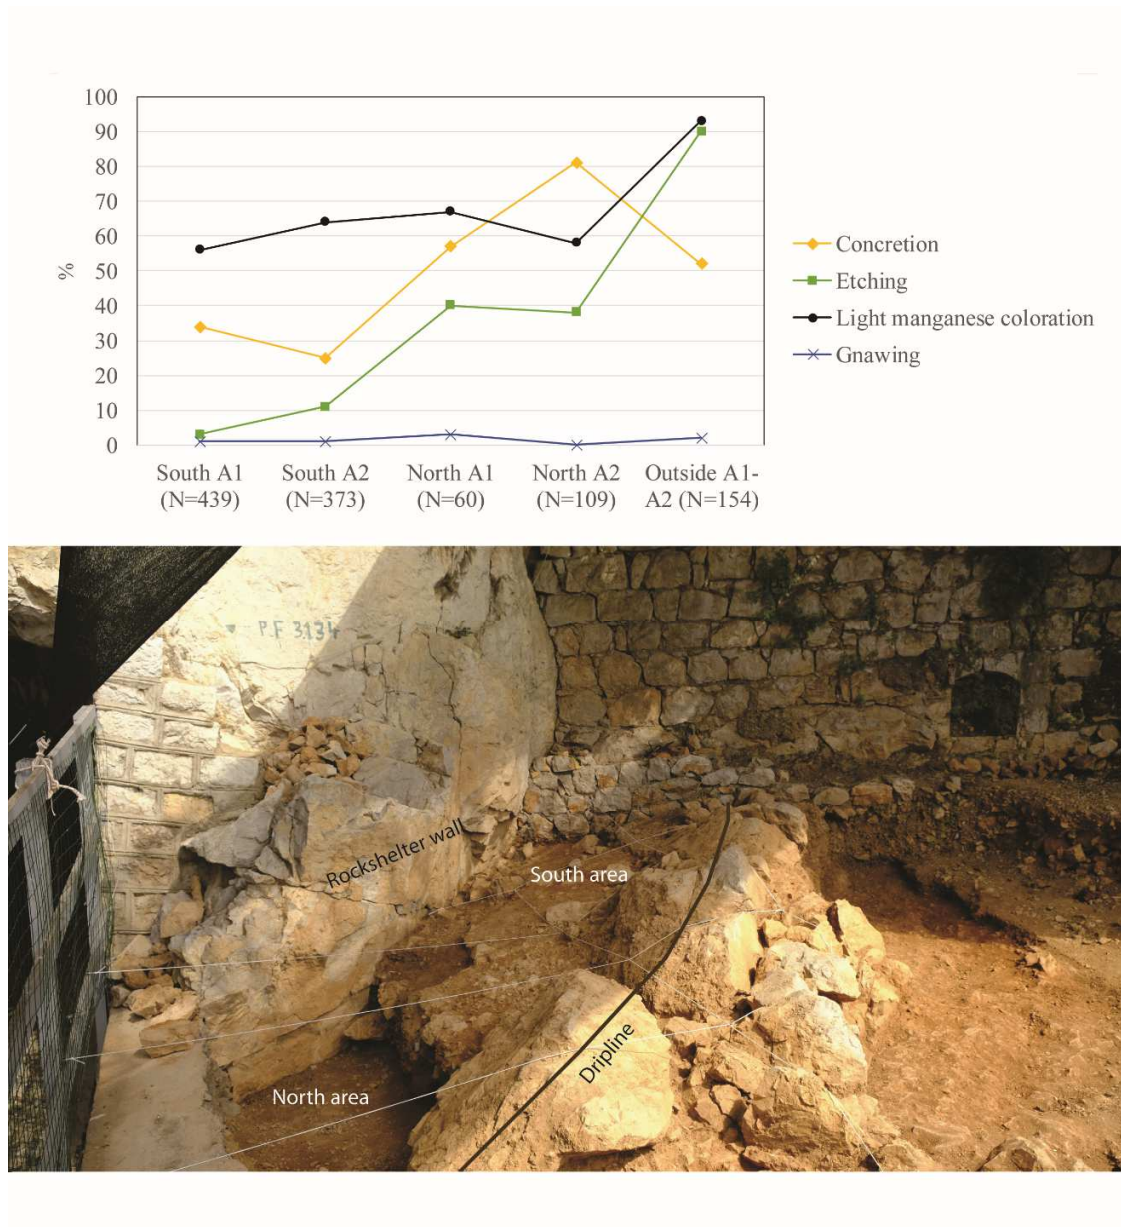 100
90
80
70
60
50
40
30
20
10
0
%
South A1
(N=439)
South A2
(N=373)
North A1
(N=60)
North A2
(N=109)
Outside A1-
A2 (N=154)
Concretion
Etching
Light manganese coloration
Gnawing
P.F 3134
Rockshelter wall
South area
Dripline
North area